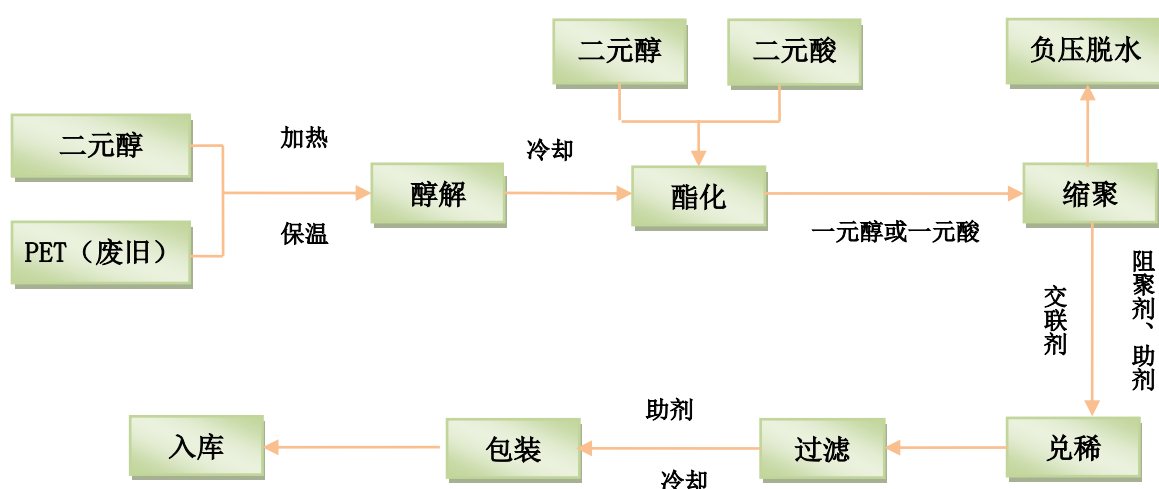 二元醇
二元酸
负压脱水
二元醇
加热
冷却
醇解
酯化
缩聚
PET（废旧）
保温
一元醇或一元酸
交联剂
阻聚剂、助剂
入库
包装
助剂
冷却
过滤
兑稀